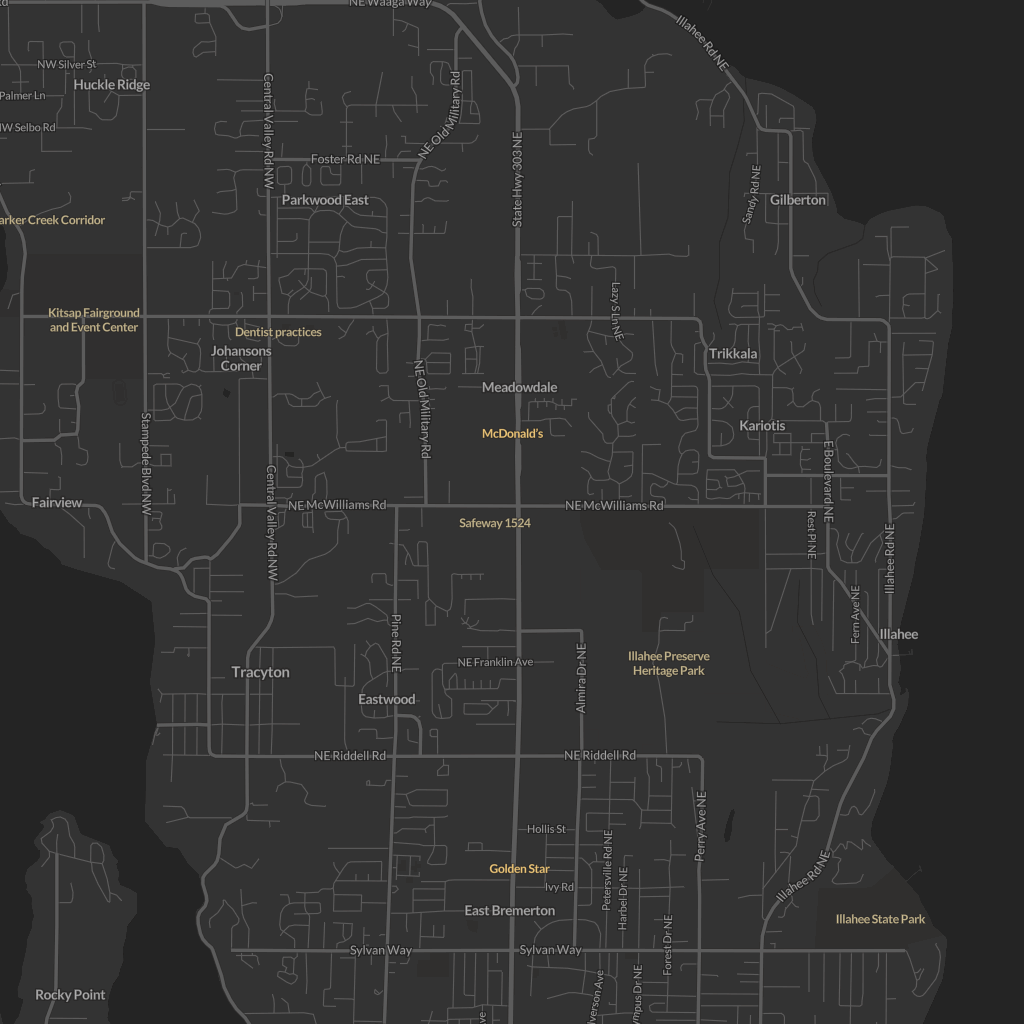 NE Waaga Way
Illahee Rd NE
NW Silver St
Huckle Ridge
Palmer Ln
NW Selbo Rd
Central Valley Rd NW
NE Old Military Rd
State Hwy 303 NE
Foster Rd NE
Parkwood East
Sandy Rd NE
Gilberton
arker Creek Corridor
Kitsap Fairground
and Event Center
Dentist practices
Lazy S Ln NE
Johansons
Corner
Trikkala
NE Old Military Rd
Meadowdale
McDonald's
Kariotis
Stampede Blvd NW
E Boulevard NE
Central Valley Rd NW
Fairview
NE McWilliams Rd
NE McWilliams Rd
Safeway 1524
Rest Pl NE
Illahee Rd NE
Fern Ave NE
Illahee
Pine Rd NE
NE Franklin Ave
Almira Dr NE
Illahee Preserve
Heritage Park
Tracyton
Eastwood
NE Riddell Rd
NE Riddell Rd
Perry Ave NE
Hollis St
Golden Star
Petersville Rd NE
Harbel Dr NE
Ivy Rd
Illahee Rd NE
East Bremerton
Illahee State Park
Forest Dr NE
Sylvan Way
Sylvan Way
Rocky Point
lverson Ave
ympus Dr NE
ve